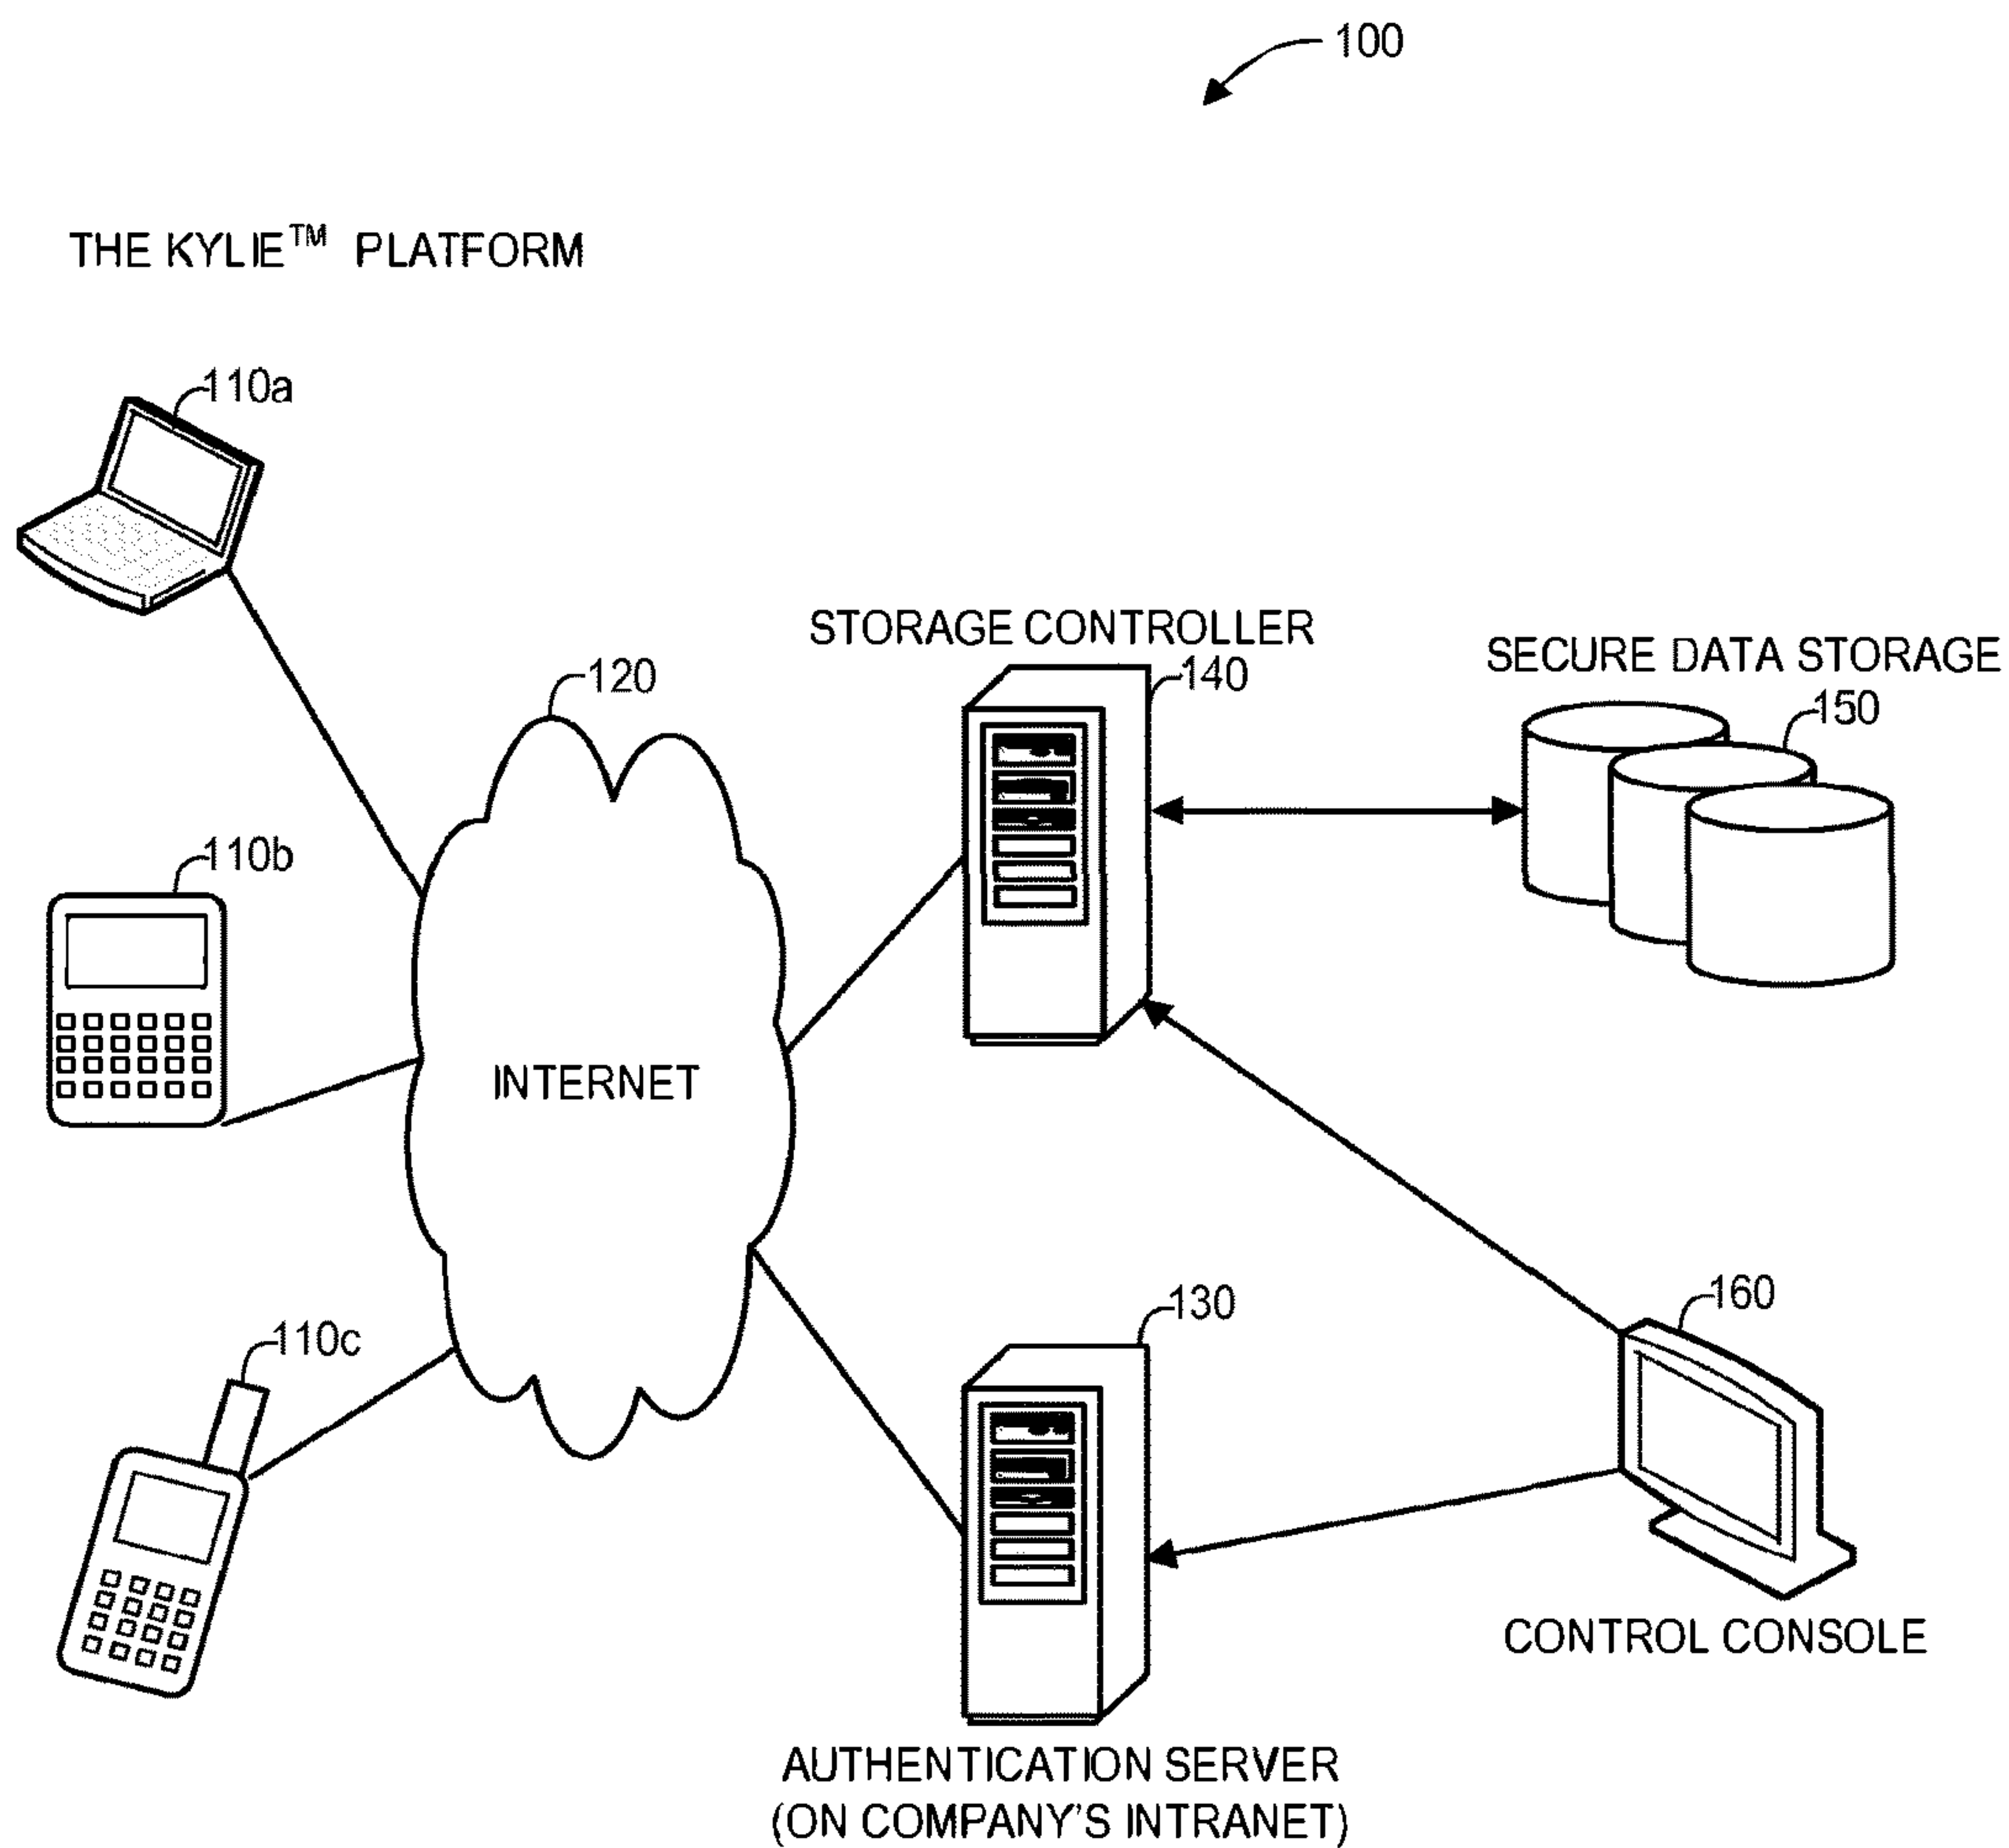 100
THE KYLIE™ PLATFORM
110a
STORAGE CONTROLLER
140
SECURE DATA STORAGE
150
120
110b
INTERNET
110c
130
160
CONTROL CONSOLE
AUTHENTICATION SERVER
(ON COMPANY'S INTRANET)